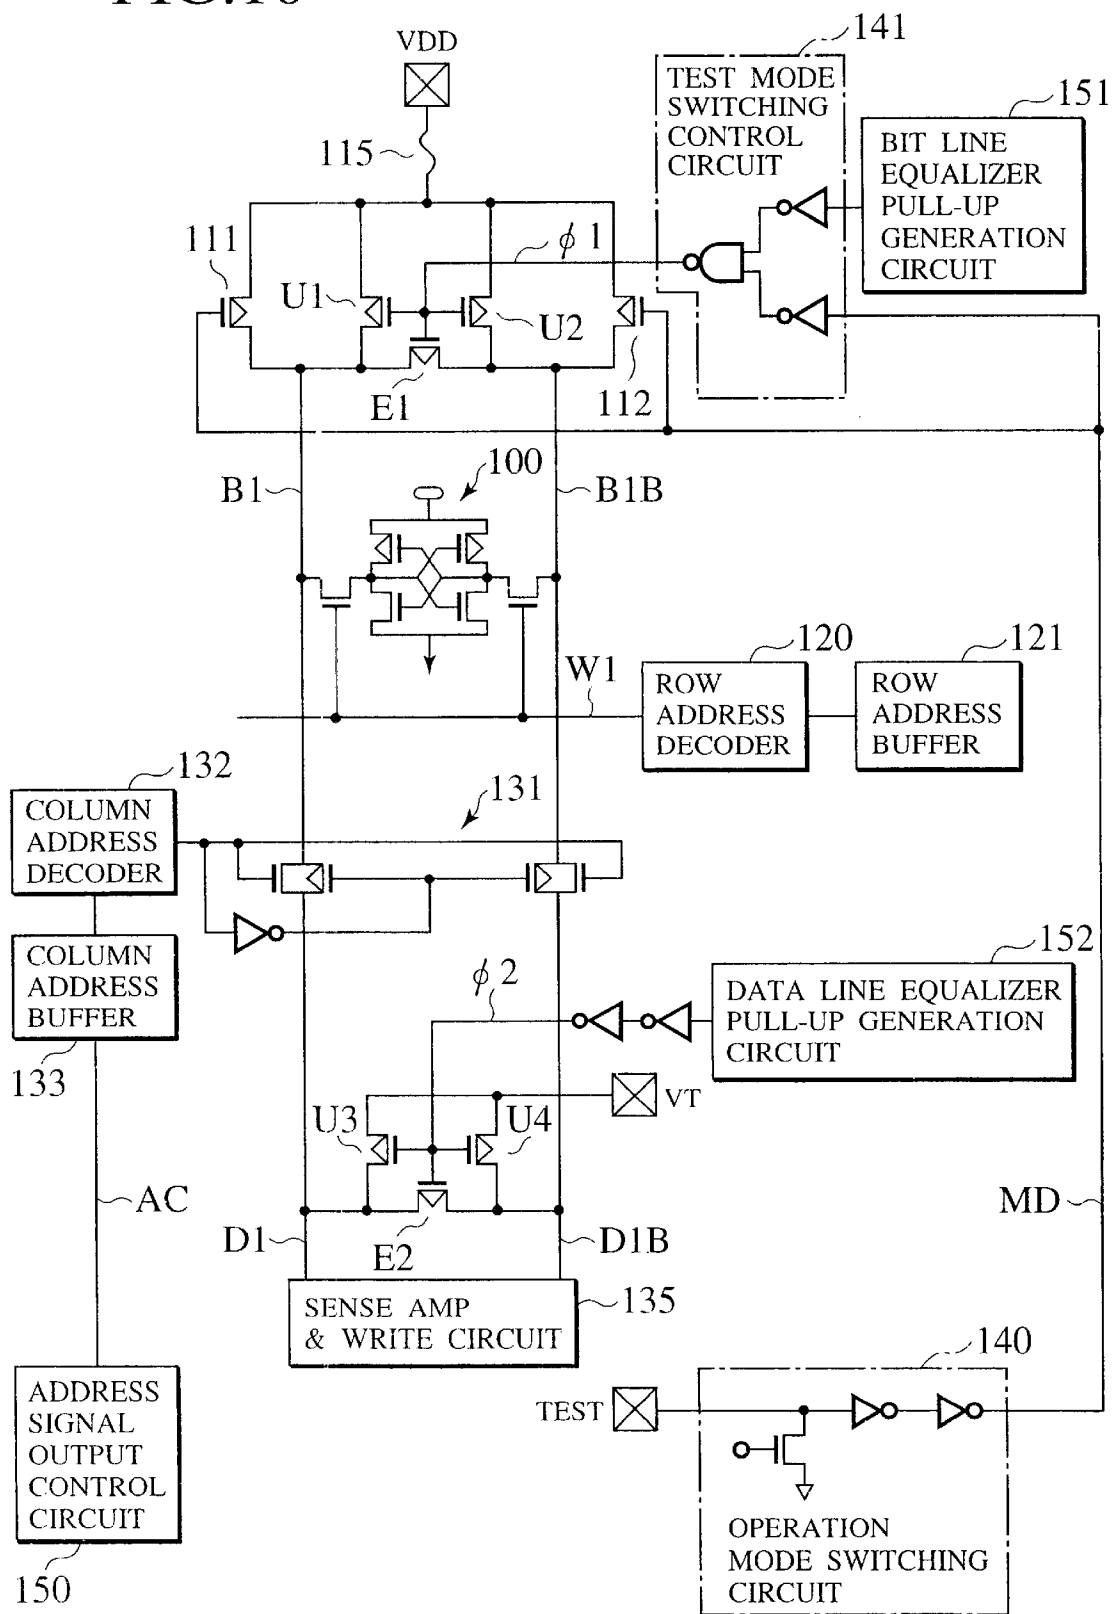 FIG.10
VDD
141
TEST MODE
SWITCHING
CONTROL
CIRCUIT
151
BIT LINE
EQUALIZER
PULL-UP
GENERATION
CIRCUIT
115
111
ϕ 1
U1
U2
E1
112
100
B1
B1B
120
121
W1
ROW
ADDRESS
DECODER
ROW
ADDRESS
BUFFER
132
131
COLUMN
ADDRESS
DECODER
COLUMN
ADDRESS
BUFFER
133
152
ϕ 2
DATA LINE EQUALIZER
PULL-UP GENERATION
CIRCUIT
VT
U3
U4
AC
MD
D1
E2
D1B
SENSE AMP
& WRITE CIRCUIT
135
140
TEST
ADDRESS
SIGNAL
OUTPUT
CONTROL
CIRCUIT
150
OPERATION
MODE SWITCHING
CIRCUIT